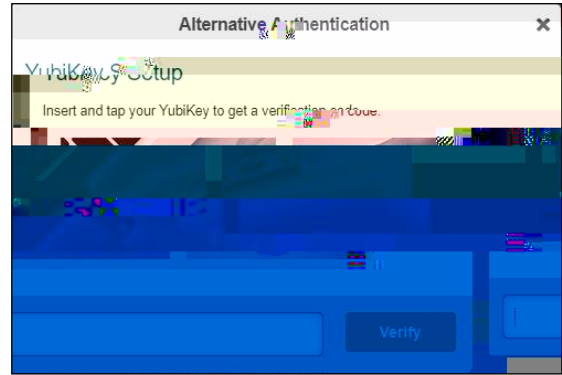 Alternative Authentication
YubiKey Setup
Insert and tap your YubiKey to get a verification code.
Verify